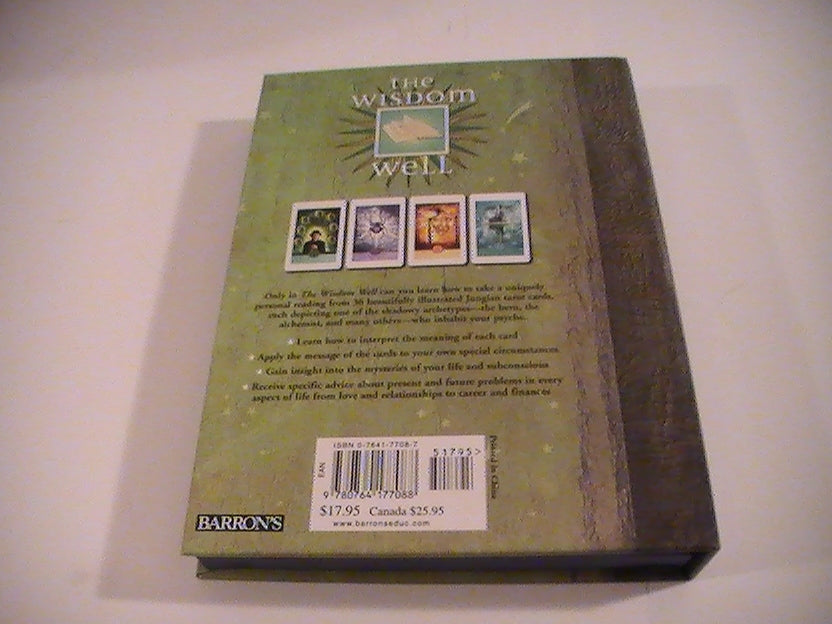 THE
WISDOM
well
Only in The Wisdom Well can you learn how to take a uniquely
personal reading from 36 beautifully illustrated Jungian tarot cards,
each depicting one of the shadowy archetypes—the hero, the
alchemist, and many others—who inhabit your psyche.
Learn how to interpret the meaning of each card
Apply the message of the cards to your own special circumstances
Gain insight into the mysteries of your life and subconscious
Receive specific advice about present and future problems in every
aspect of life from love and relationships to career and finances
ISBN 0-7641-7708-7
51795>
EAN
9 780764 177088
$17.95 Canada $25.95
www.barronseduc.com
Printed in China
BARRON'S